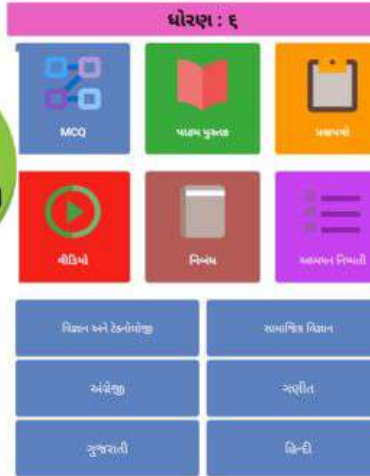 ધોરણ : ૬
MCQ
પાઠ્ય પુસ્તક
પ્રશ્નપત્રો
વીડિયો
નિબંધ
અધ્યયન નિષ્પતી
વિજ્ઞાન અને ટેકનોલોજી
સામાજિક વિજ્ઞાન
અંગ્રેજી
ગણીત
ગુજરાતી
હિન્દી